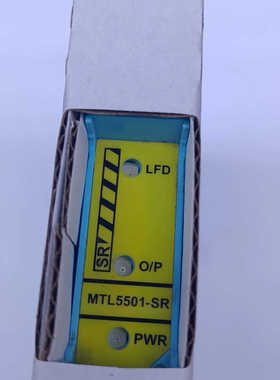 LFD
SR
O/P
MTL5501-SR
PWR